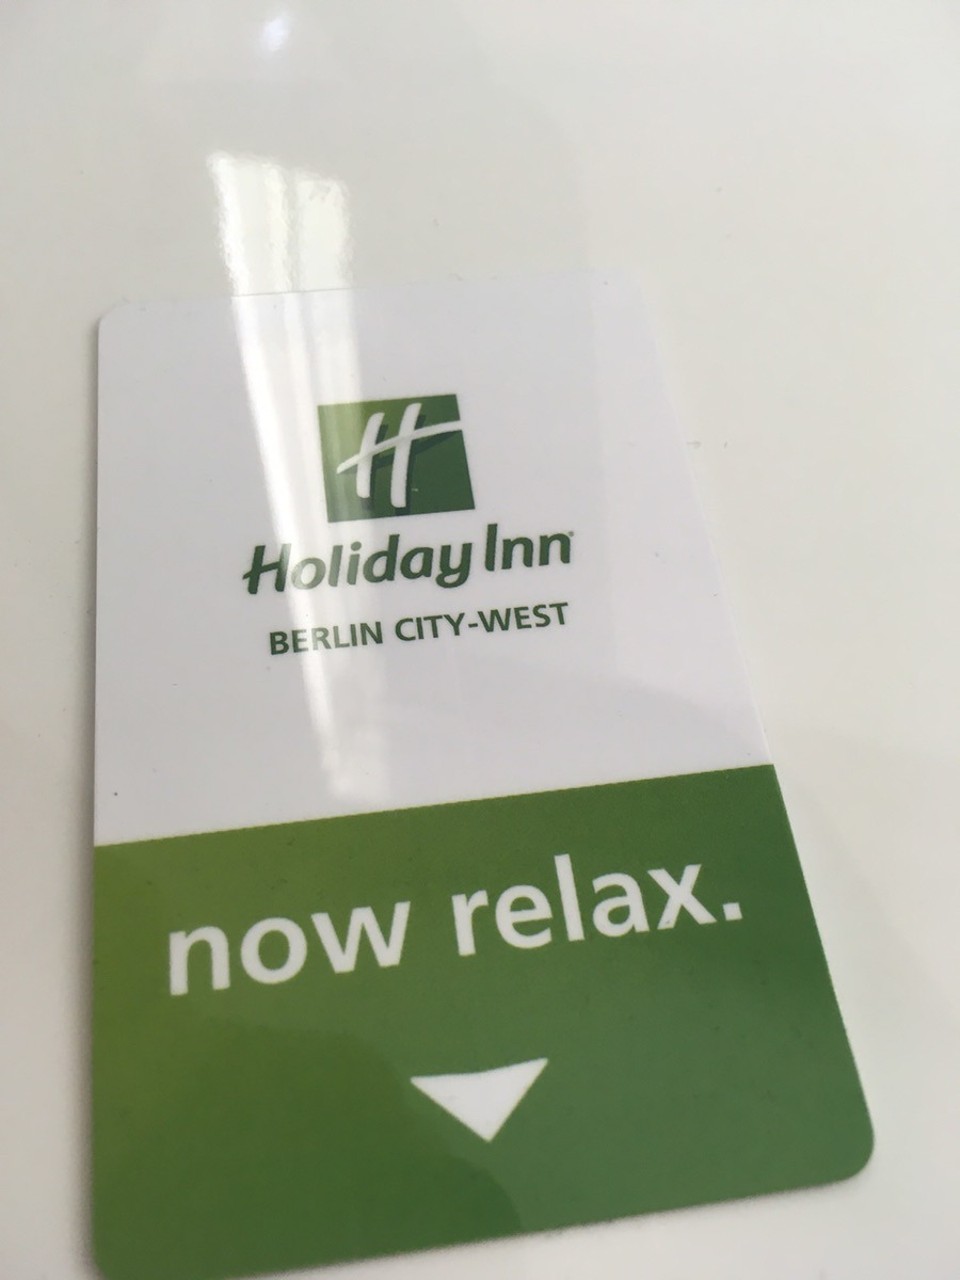 H
Holiday Inn
BERLIN CITY-WEST
now relax.